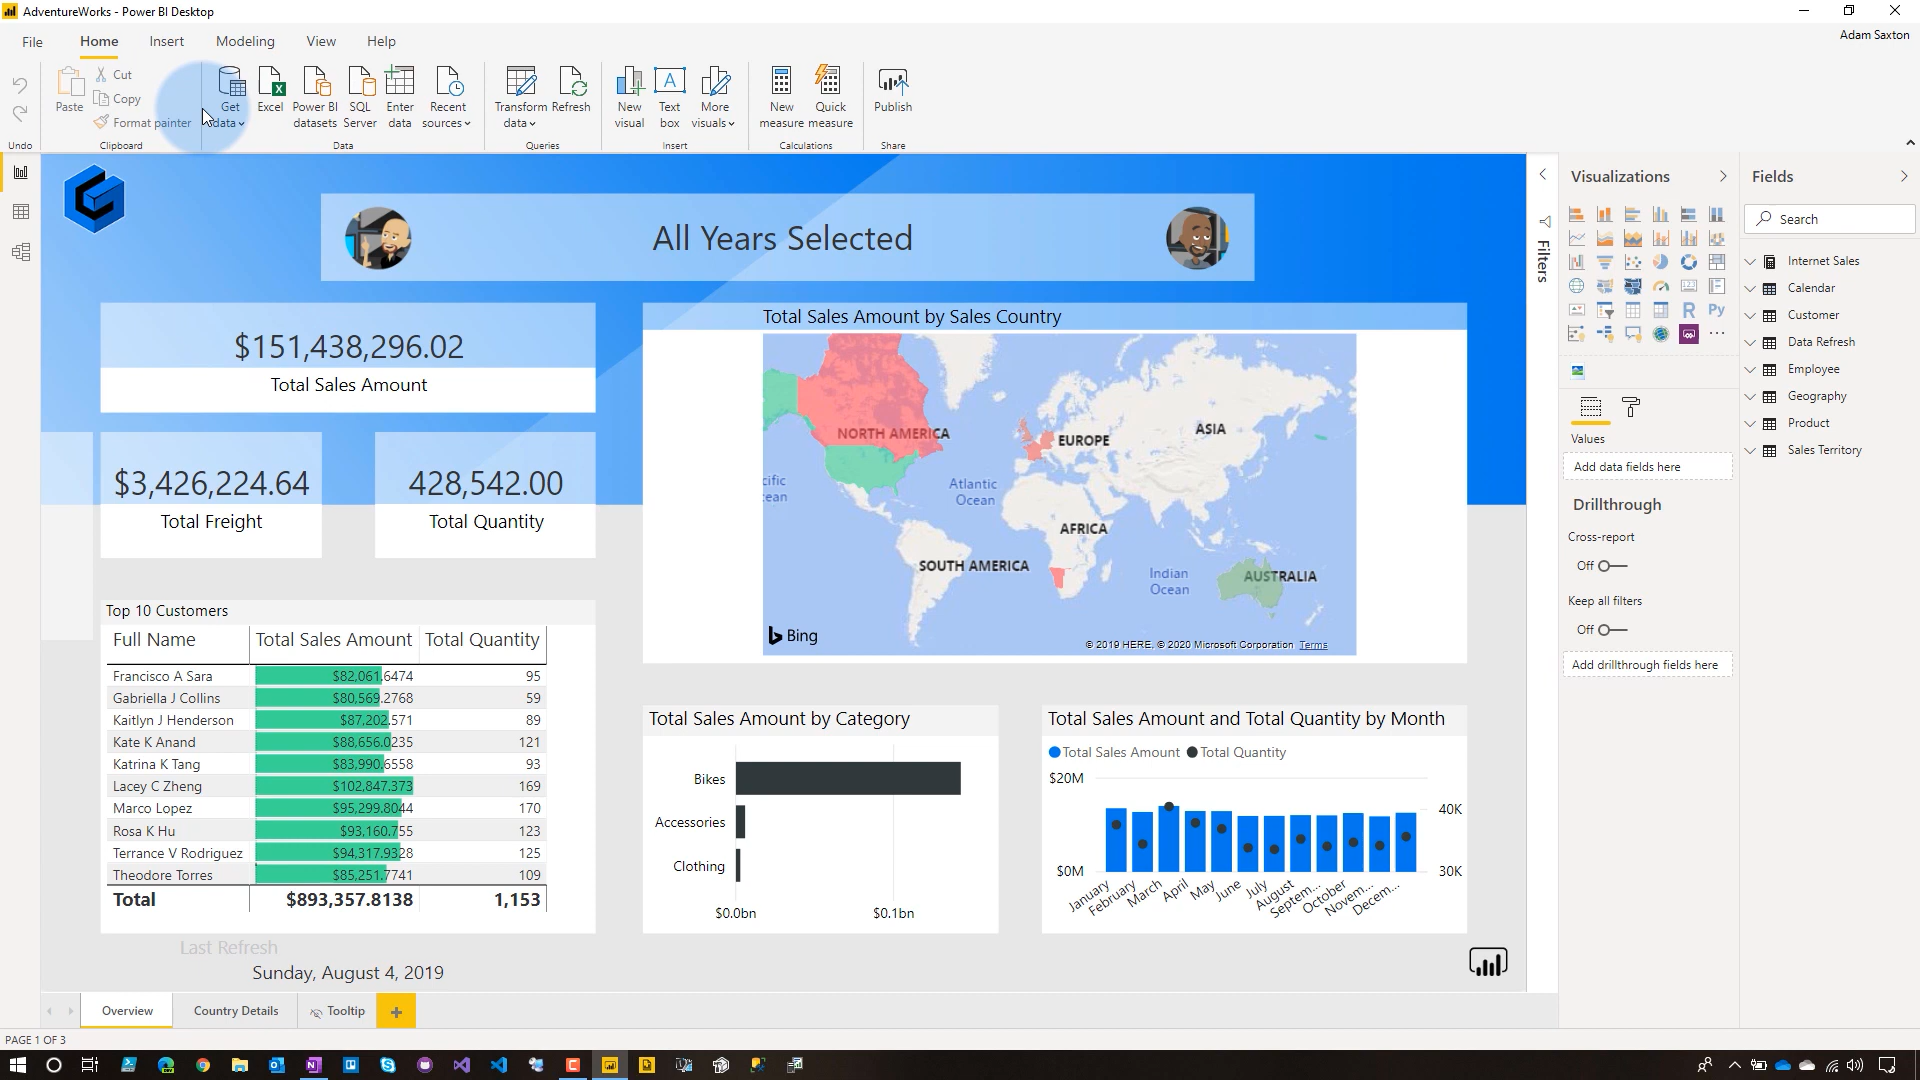 AdventureWorks - Power BI Desktop
Adam Saxton
File Home Insert Modeling View Help
Paste
Cut
Copy
Format painter
Get data
Excel
Power BI datasets
SQL Server
Enter data
Recent sources
Transform data
Refresh
New visual
Text box
More visuals
New measure
Quick measure
Publish
Undo Clipboard Data Queries Insert Calculations Share
All Years Selected
$151,438,296.02
Total Sales Amount
$3,426,224.64
Total Freight
428,542.00
Total Quantity
Total Sales Amount by Sales Country
NORTH AMERICA
EUROPE
ASIA
cific
ean
Atlantic
Ocean
AFRICA
SOUTH AMERICA
Indian
Ocean
AUSTRALIA
Bing
© 2019 HERE, © 2020 Microsoft Corporation Terms
Top 10 Customers
Full Name Total Sales Amount Total Quantity
Francisco A Sara $82,061.6474 95
Gabriella J Collins $80,569.2768 59
Kaitlyn J Henderson $87,202.571 89
Kate K Anand $88,656.0235 121
Katrina K Tang $83,990.6558 93
Lacey C Zheng $102,847.373 169
Marco Lopez $95,299.8044 170
Rosa K Hu $93,160.755 123
Terrance V Rodriguez $94,317.9328 125
Theodore Torres $85,251.7741 109
Total $893,357.8138 1,153
Last Refresh
Sunday, August 4, 2019
Total Sales Amount by Category
Bikes
Accessories
Clothing
$0.0bn $0.1bn
Total Sales Amount and Total Quantity by Month
Total Sales Amount Total Quantity
$20M
40K
$0M
30K
January February March April May June July August Septem... October Novem... Decem...
Filters
Visualizations
R Py
Values
Add data fields here
Drillthrough
Cross-report
Off
Keep all filters
Off
Add drillthrough fields here
Fields
Search
Internet Sales
Calendar
Customer
Data Refresh
Employee
Geography
Product
Sales Territory
Overview Country Details Tooltip +
PAGE 1 OF 3